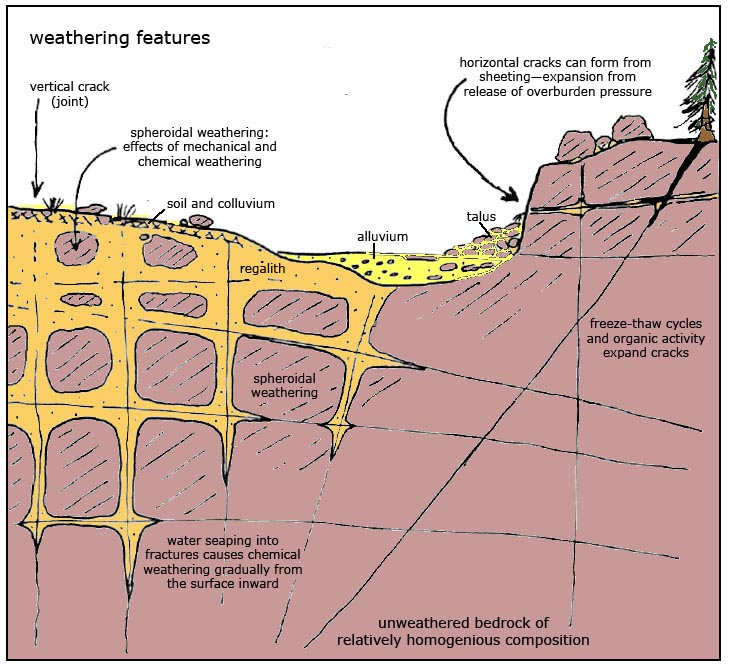 weathering features
vertical crack
(joint)
spheroidal weathering:
effects of mechanical and
chemical weathering
horizontal cracks can form from
sheeting—expansion from
release of overburden pressure
soil and colluvium
talus
alluvium
regalith
freeze-thaw cycles
and organic activity
expand cracks
spheroidal
weathering
water seaping into
fractures causes chemical
weathering gradually from
the surface inward
unweathered bedrock of
relatively homogenious composition